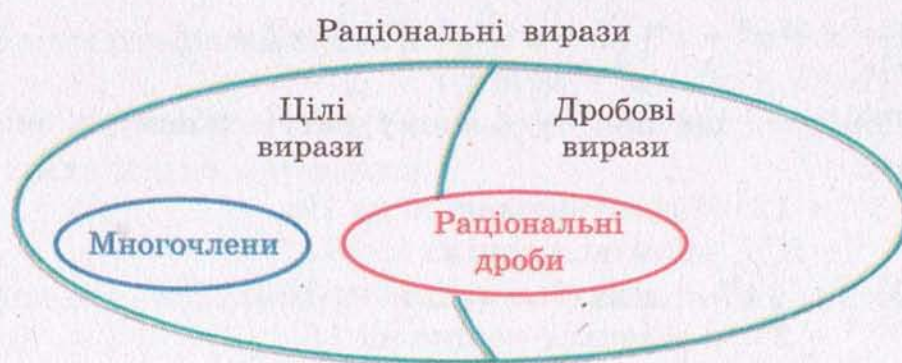 Раціональні вирази
Цілі
вирази
Дробові
вирази
Многочлени
Раціональні
дроби